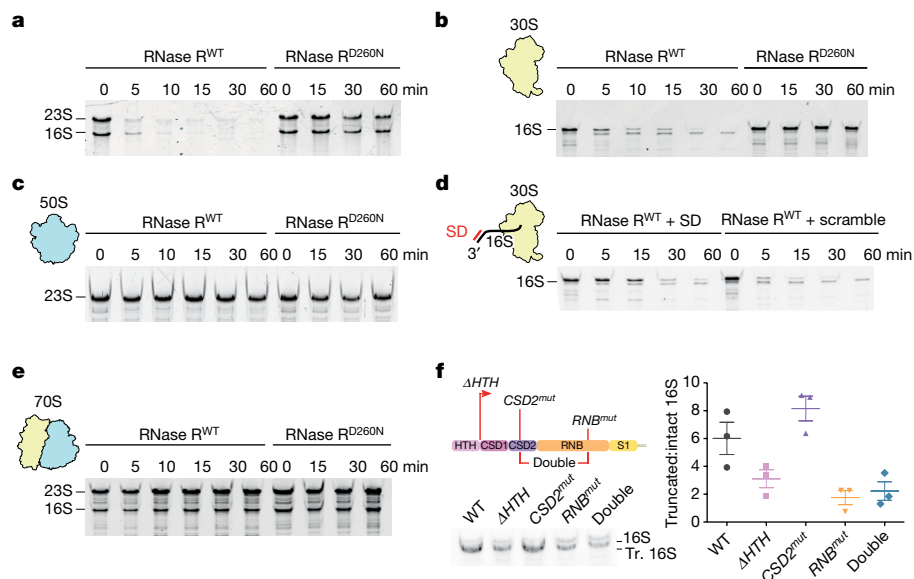 a
RNase R^WT RNase R^D260N
0 5 10 15 30 60 0 15 30 60 min
23S
16S
b
30S
RNase R^WT RNase R^D260N
0 5 10 15 30 60 0 15 30 60 min
16S
c
50S
RNase R^WT RNase R^D260N
0 5 10 15 30 60 0 15 30 60 min
23S
d
30S
SD
16S
3′
RNase R^WT + SD RNase R^WT + scramble
0 5 15 30 60 0 5 15 30 60 min
16S
e
70S
RNase R^WT RNase R^D260N
0 5 10 15 30 60 0 15 30 60 min
23S
16S
f
ΔHTH
CSD2^mut
RNB^mut
HTH CSD1 CSD2 RNB S1
Double
WT ΔHTH CSD2^mut RNB^mut Double
16S
Tr. 16S
Truncated:intact 16S
10
8
6
4
2
0
WT ΔHTH CSD2^mut RNB^mut Double